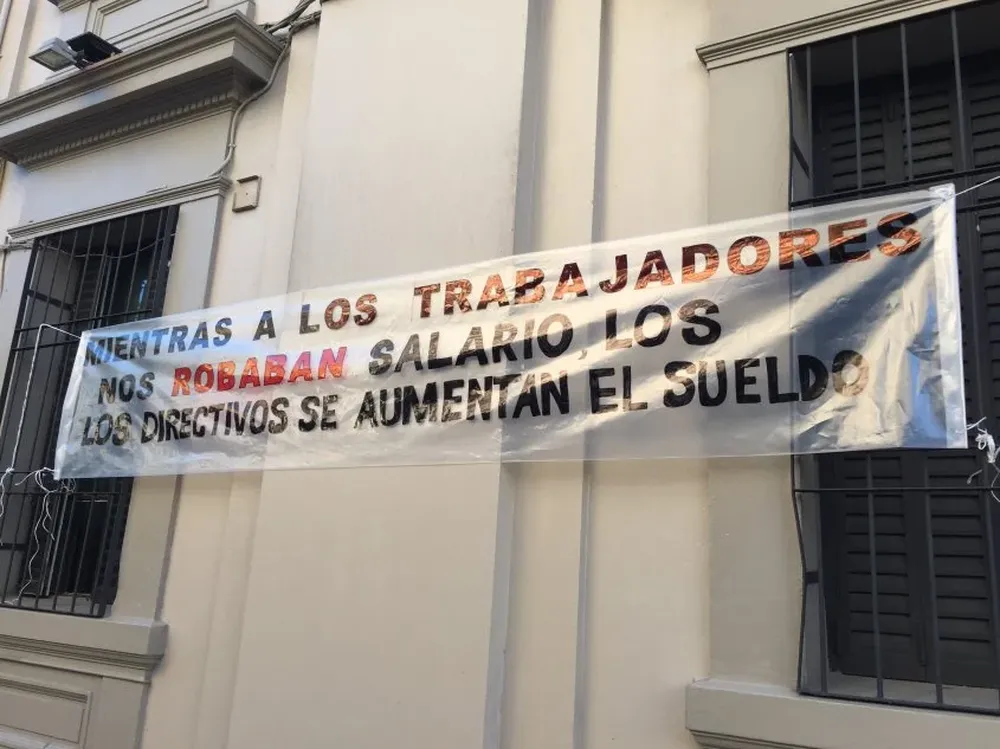 MIENTRAS A LOS TRABAJADORES
NOS ROBABAN SALARIO, LOS
LOS DIRECTIVOS SE AUMENTAN EL SUELDO